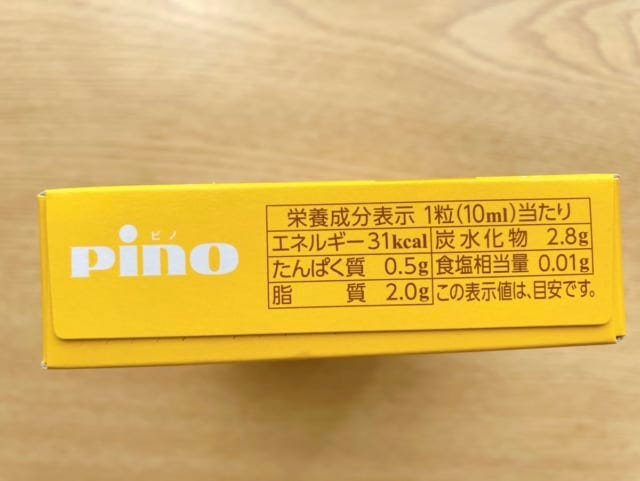 ピノ
pino
栄養成分表示 1粒(10ml)当たり
エネルギー 31kcal 炭水化物 2.8g
たんぱく質 0.5g 食塩相当量 0.01g
脂質 2.0g この表示値は、目安です。